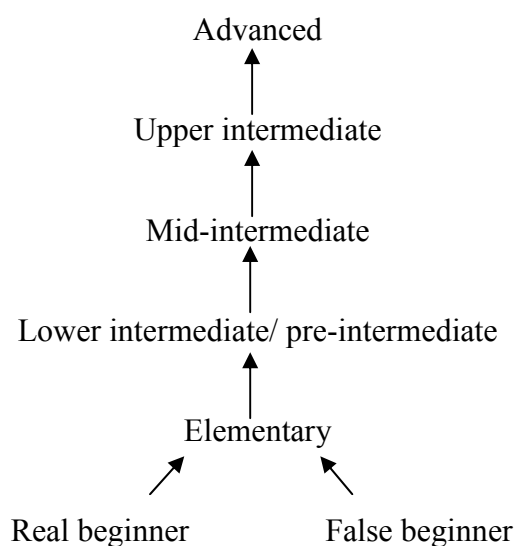 Advanced
Upper intermediate
Mid-intermediate
Lower intermediate/ pre-intermediate
Elementary
Real beginner False beginner